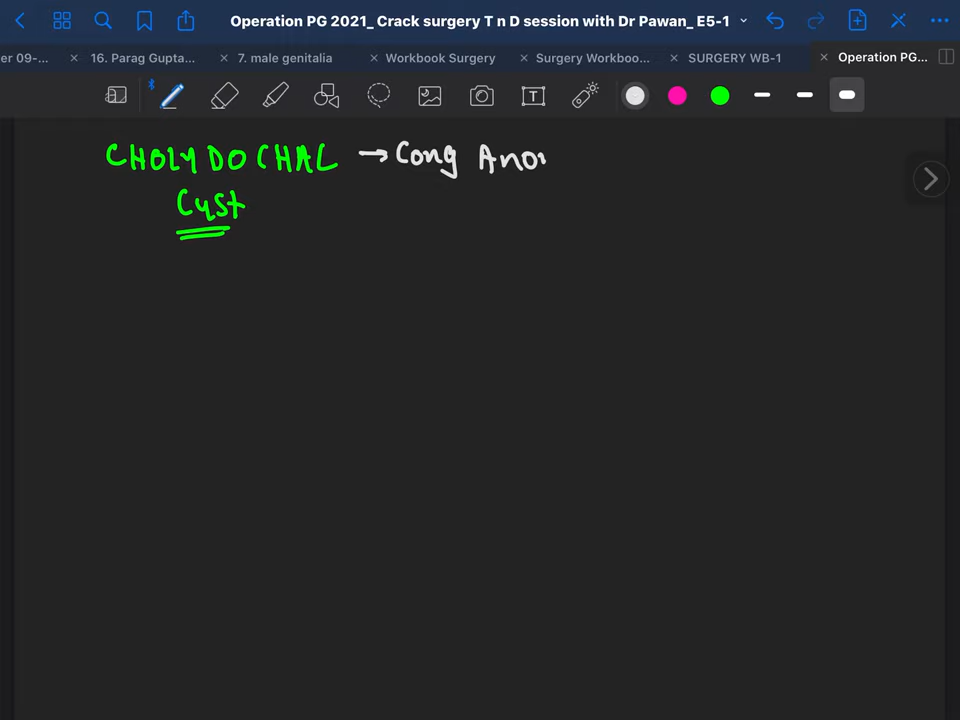 Operation PG 2021_ Crack surgery T n D session with Dr Pawan_ E5-1
er 09-... 16. Parag Gupta... 7. male genitalia Workbook Surgery Surgery Workboo... SURGERY WB-1 Operation PG...
CHOLYDOCHAL → Cong Ano
Cyst